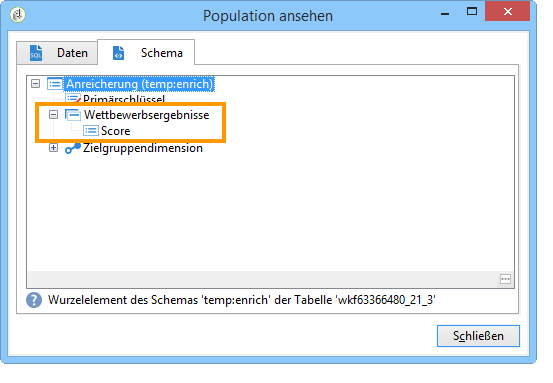 Population ansehen
SQL Daten Schema
Anreicherung (temp:enrich)
Primärschlüssel
Wettbewerbsergebnisse
Score
Zielgruppendimension
Wurzelelement des Schemas 'temp:enrich' der Tabelle 'wkf63366480_21_3'
Schließen